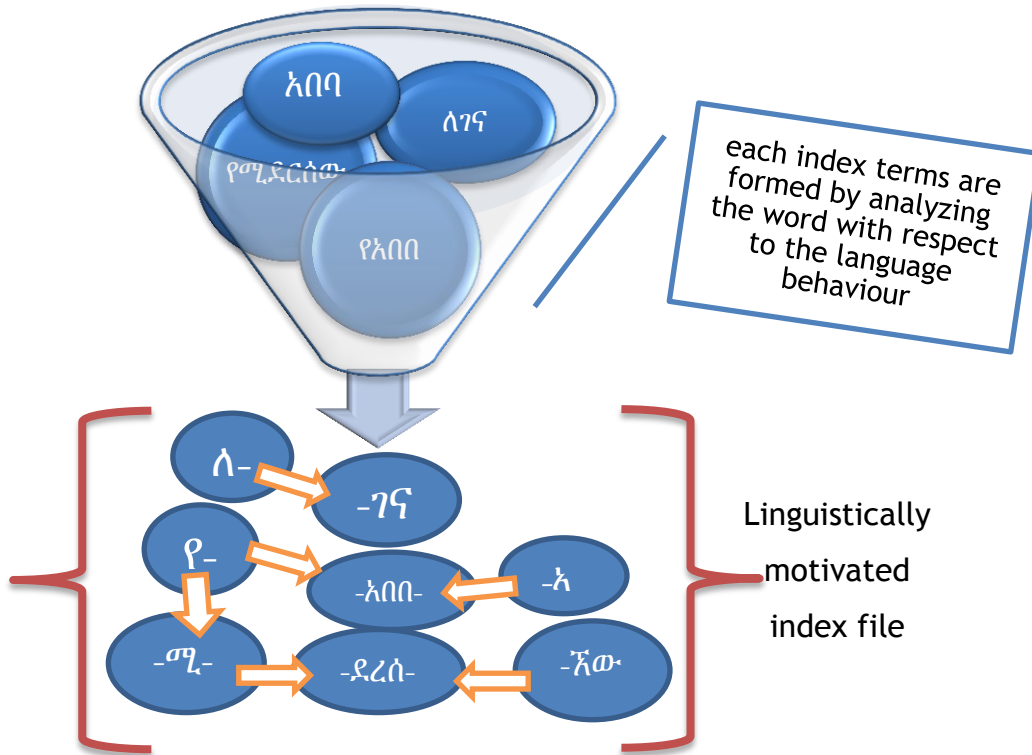 አበባ
ለገና
የሚደርሰው
የአበበ
each index terms are
formed by analyzing
the word with respect
to the language
behaviour
ለ-
-ገና
የ-
-አበበ-
-ኣ
-ሚ-
-ደረሰ-
-ኧው
Linguistically
motivated
index file